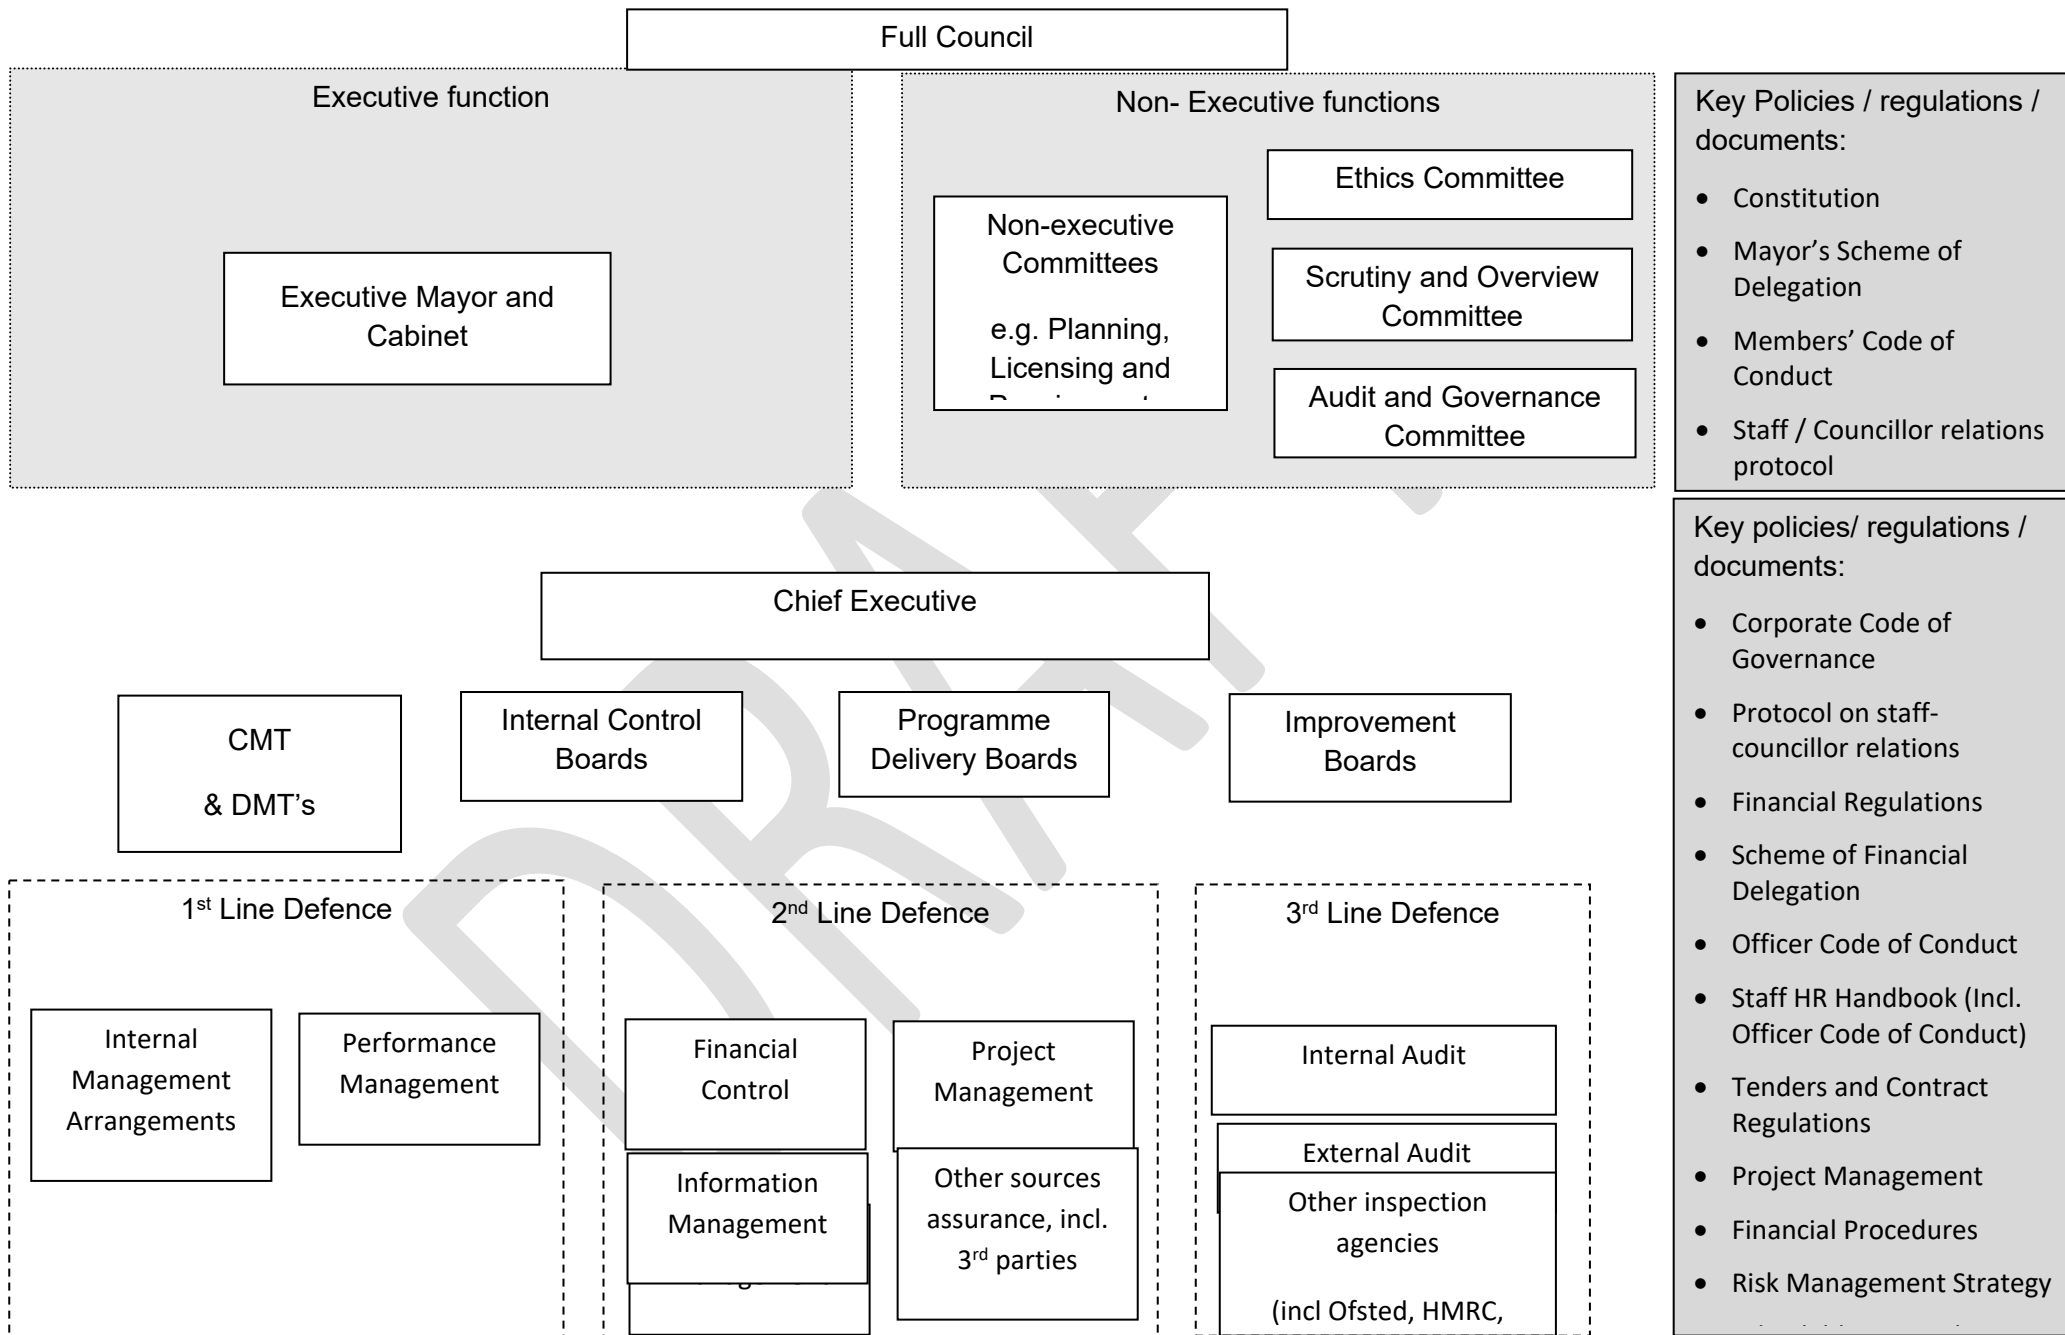 Full Council
Executive function
Executive Mayor and
Cabinet
Non- Executive functions
Non-executive
Committees
e.g. Planning,
Licensing and
Ethics Committee
Scrutiny and Overview
Committee
Audit and Governance
Committee
Key Policies / regulations /
documents:
• Constitution
• Mayor’s Scheme of
Delegation
• Members’ Code of
Conduct
• Staff / Councillor relations
protocol
Chief Executive
CMT
& DMT’s
Internal Control
Boards
Programme
Delivery Boards
Improvement
Boards
1st Line Defence
Internal
Management
Arrangements
Performance
Management
2nd Line Defence
Financial
Control
Project
Management
Information
Management
Other sources
assurance, incl.
3rd parties
3rd Line Defence
Internal Audit
External Audit
Other inspection
agencies
(incl Ofsted, HMRC,
Key policies/ regulations /
documents:
• Corporate Code of
Governance
• Protocol on staff-
councillor relations
• Financial Regulations
• Scheme of Financial
Delegation
• Officer Code of Conduct
• Staff HR Handbook (Incl.
Officer Code of Conduct)
• Tenders and Contract
Regulations
• Project Management
• Financial Procedures
• Risk Management Strategy
DRAFT